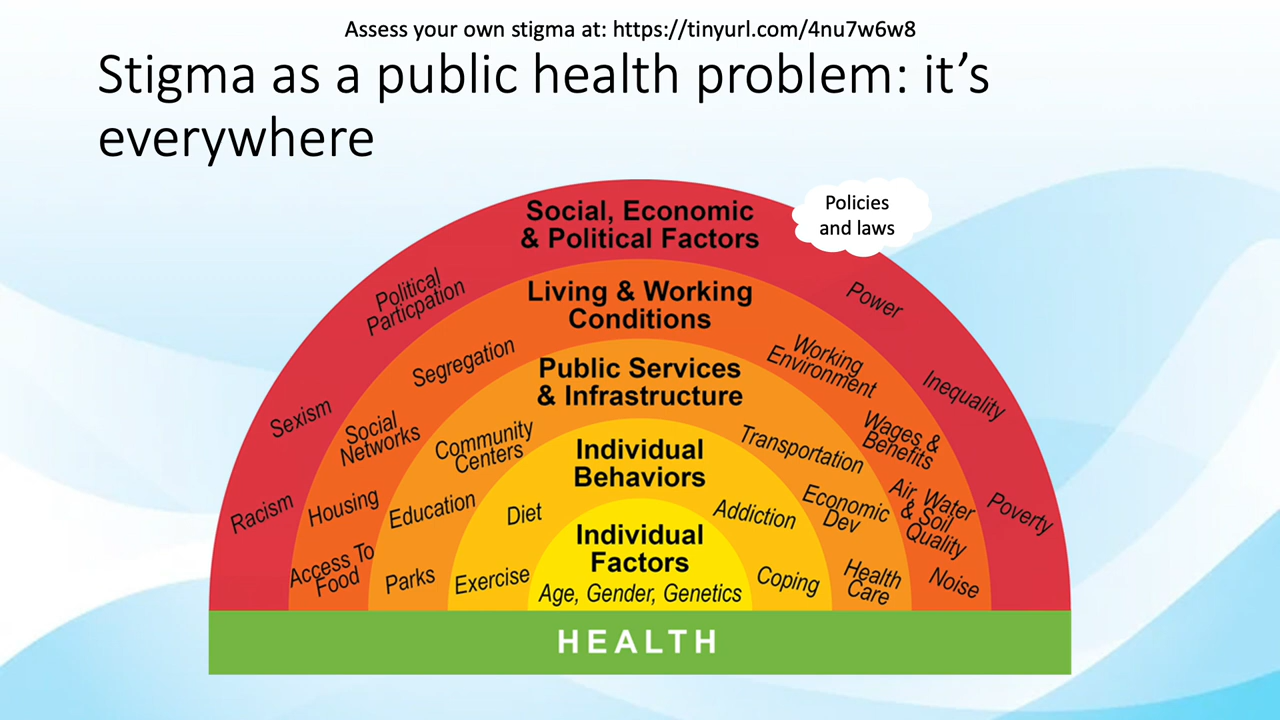 Assess your own stigma at: https://tinyurl.com/4nu7w6w8
Stigma as a public health problem: it’s
everywhere
Social, Economic
& Political Factors
Policies
and laws
Political
Particpation
Power
Sexism
Inequality
Racism
Poverty
Living & Working
Conditions
Segregation
Working
Environment
Social
Networks
Wages &
Benefits
Housing
Air, Water
& Soil
Quality
Access To
Food
Noise
Public Services
& Infrastructure
Community
Centers
Transportation
Education
Economic
Dev
Parks
Health
Care
Individual
Behaviors
Diet
Addiction
Exercise
Coping
Individual
Factors
Age, Gender, Genetics
HEALTH